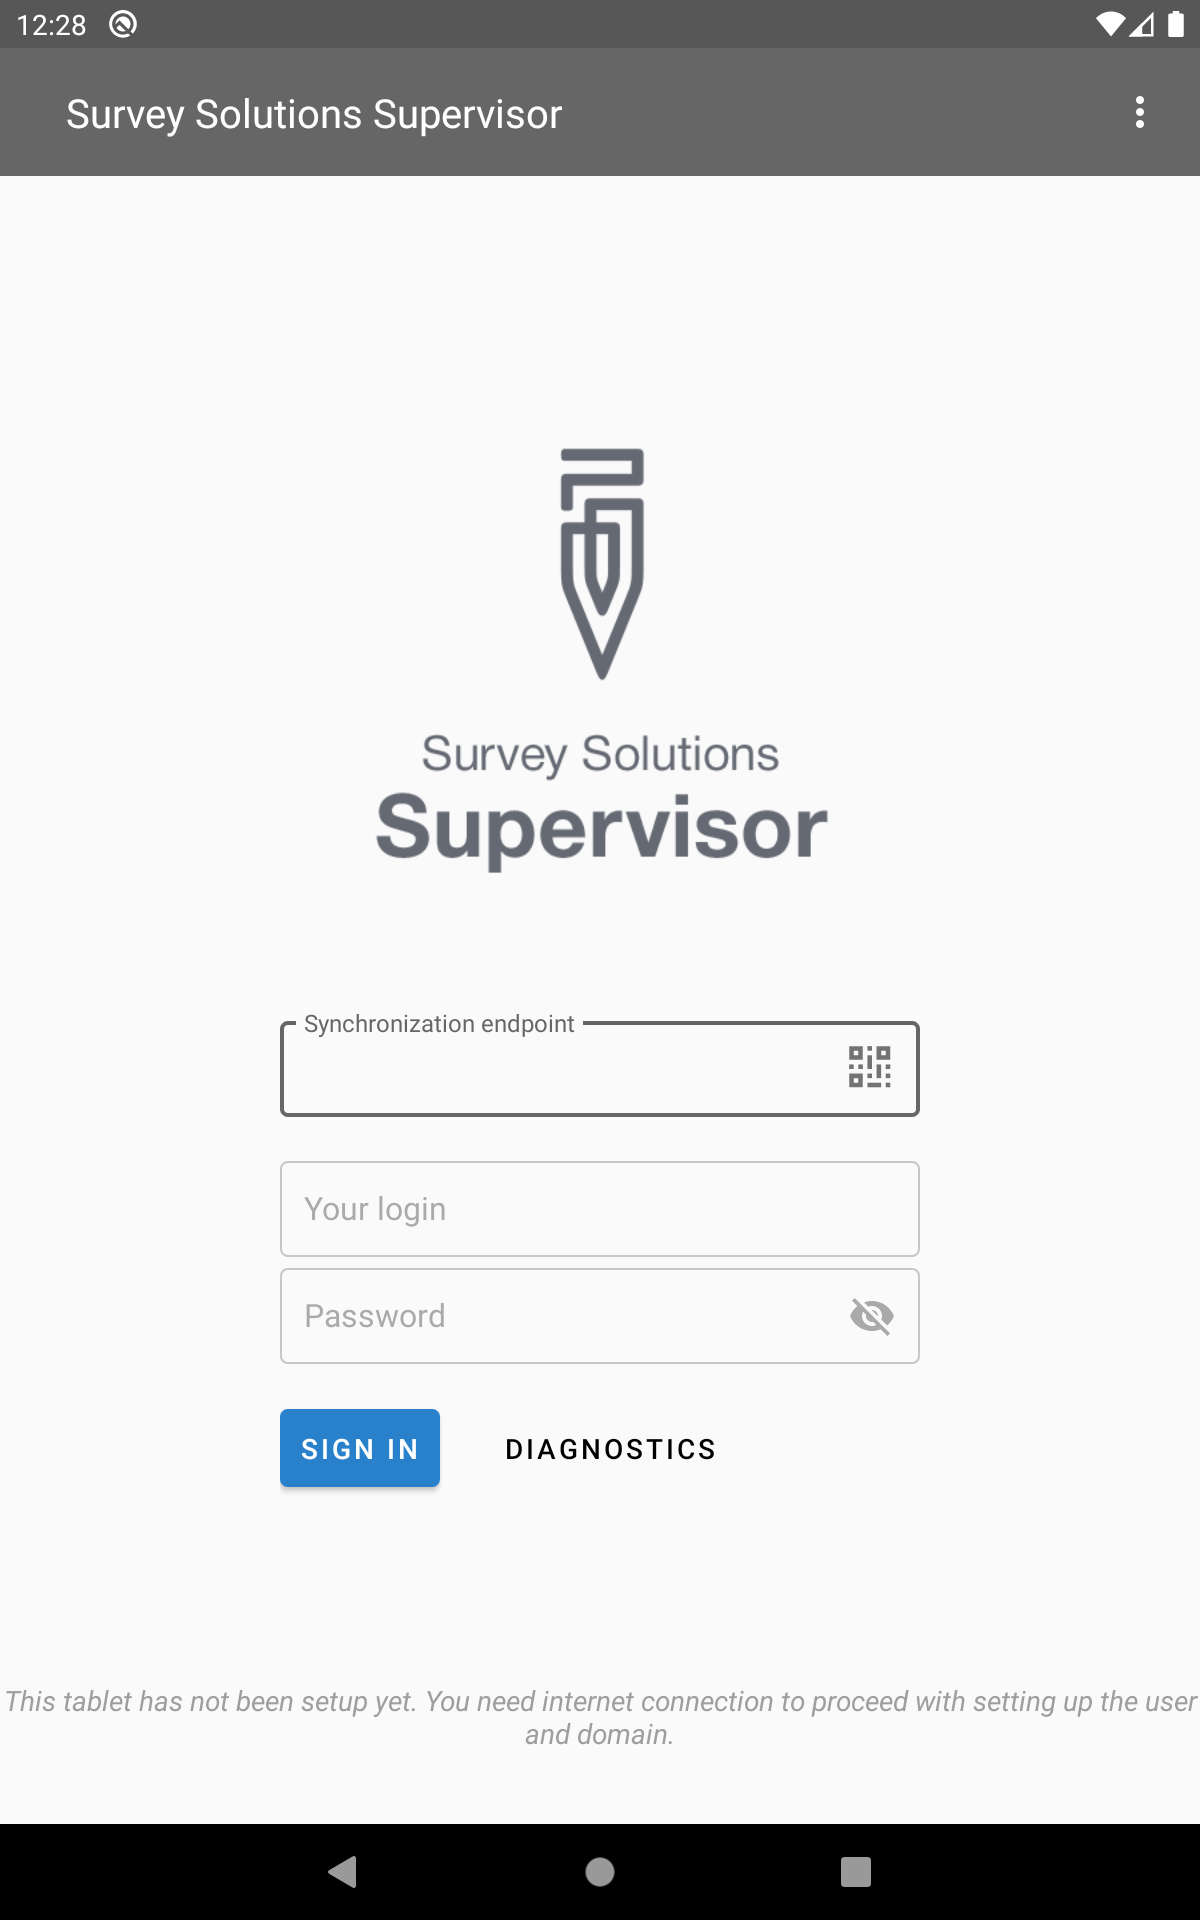 12:28
Survey Solutions Supervisor
Survey Solutions
Supervisor
Synchronization endpoint
Your login
Password
SIGN IN
DIAGNOSTICS
This tablet has not been setup yet. You need internet connection to proceed with setting up the user
and domain.